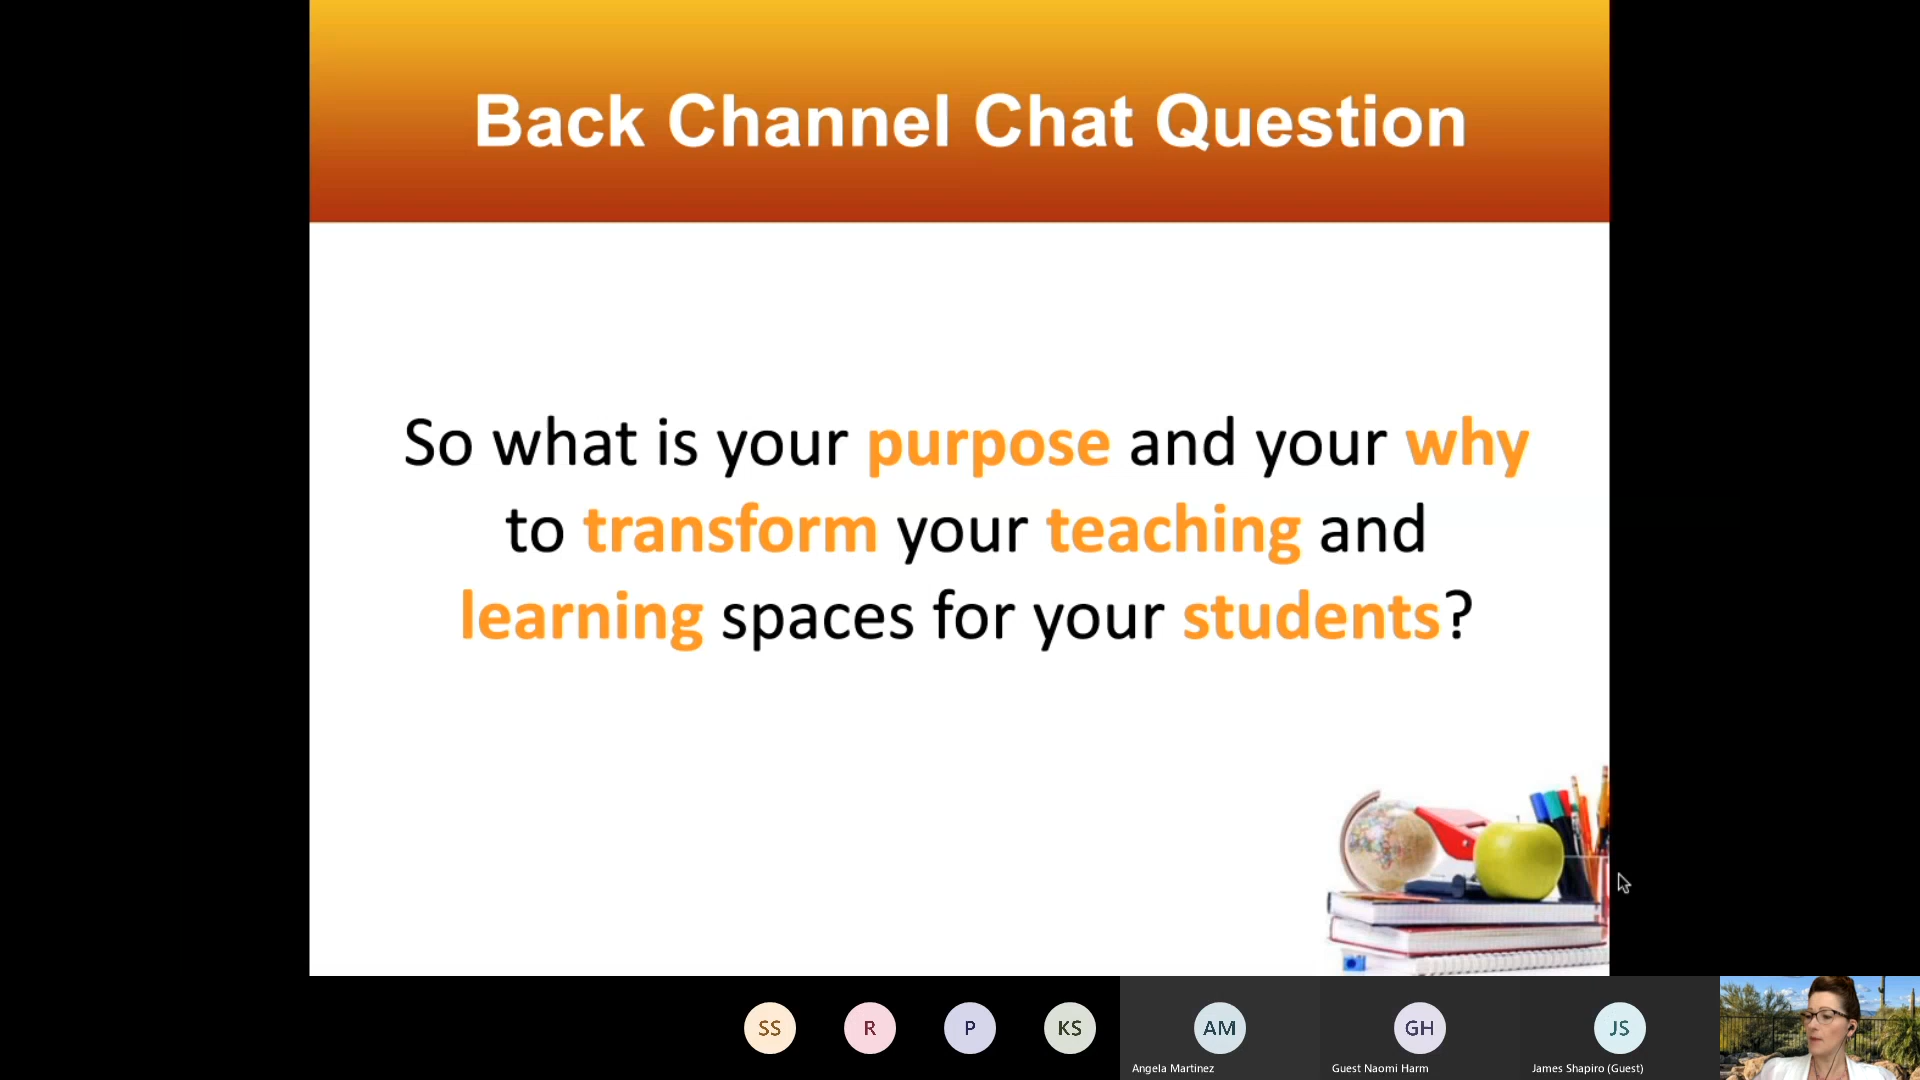 Back Channel Chat Question
So what is your purpose and your why
to transform your teaching and
learning spaces for your students?
SS
R
P
KS
AM
GH
JS
Angela Martinez
Guest Naomi Harm
James Shapiro (Guest)